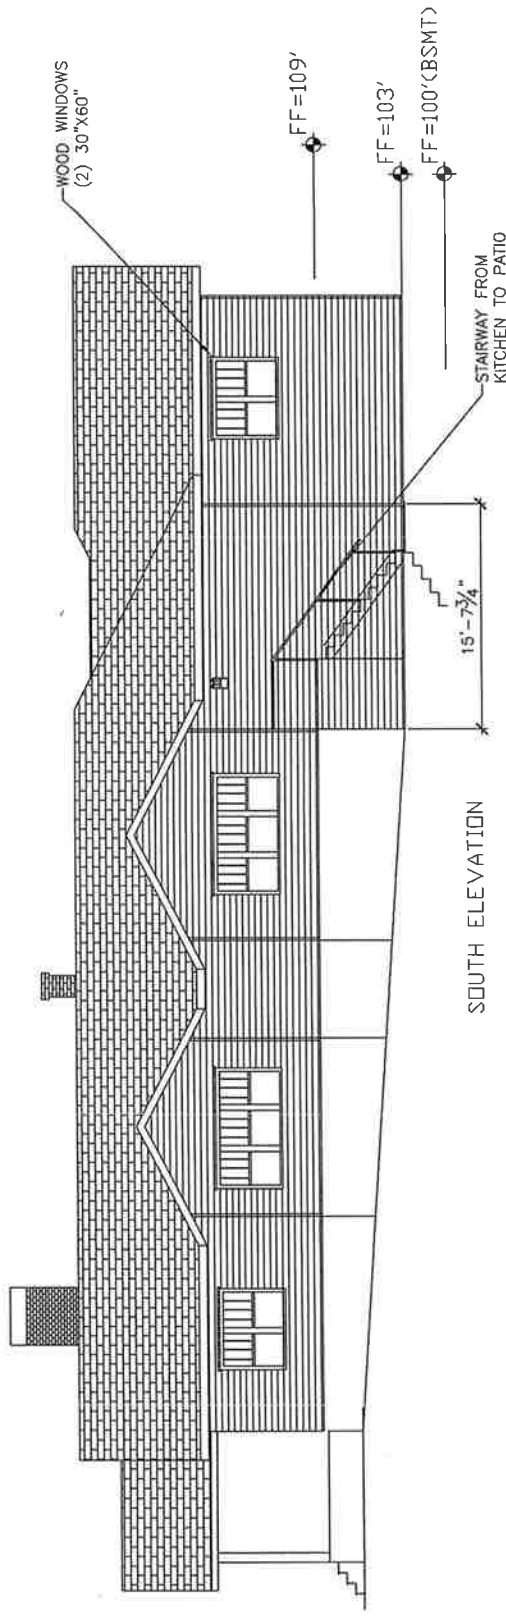 WOOD WINDOWS
(2) 30"X60"
FF=109'
FF=103'
FF=100'(BSMT)
STAIRWAY FROM
KITCHEN TO PATIO
15'-7¾"
SOUTH ELEVATION